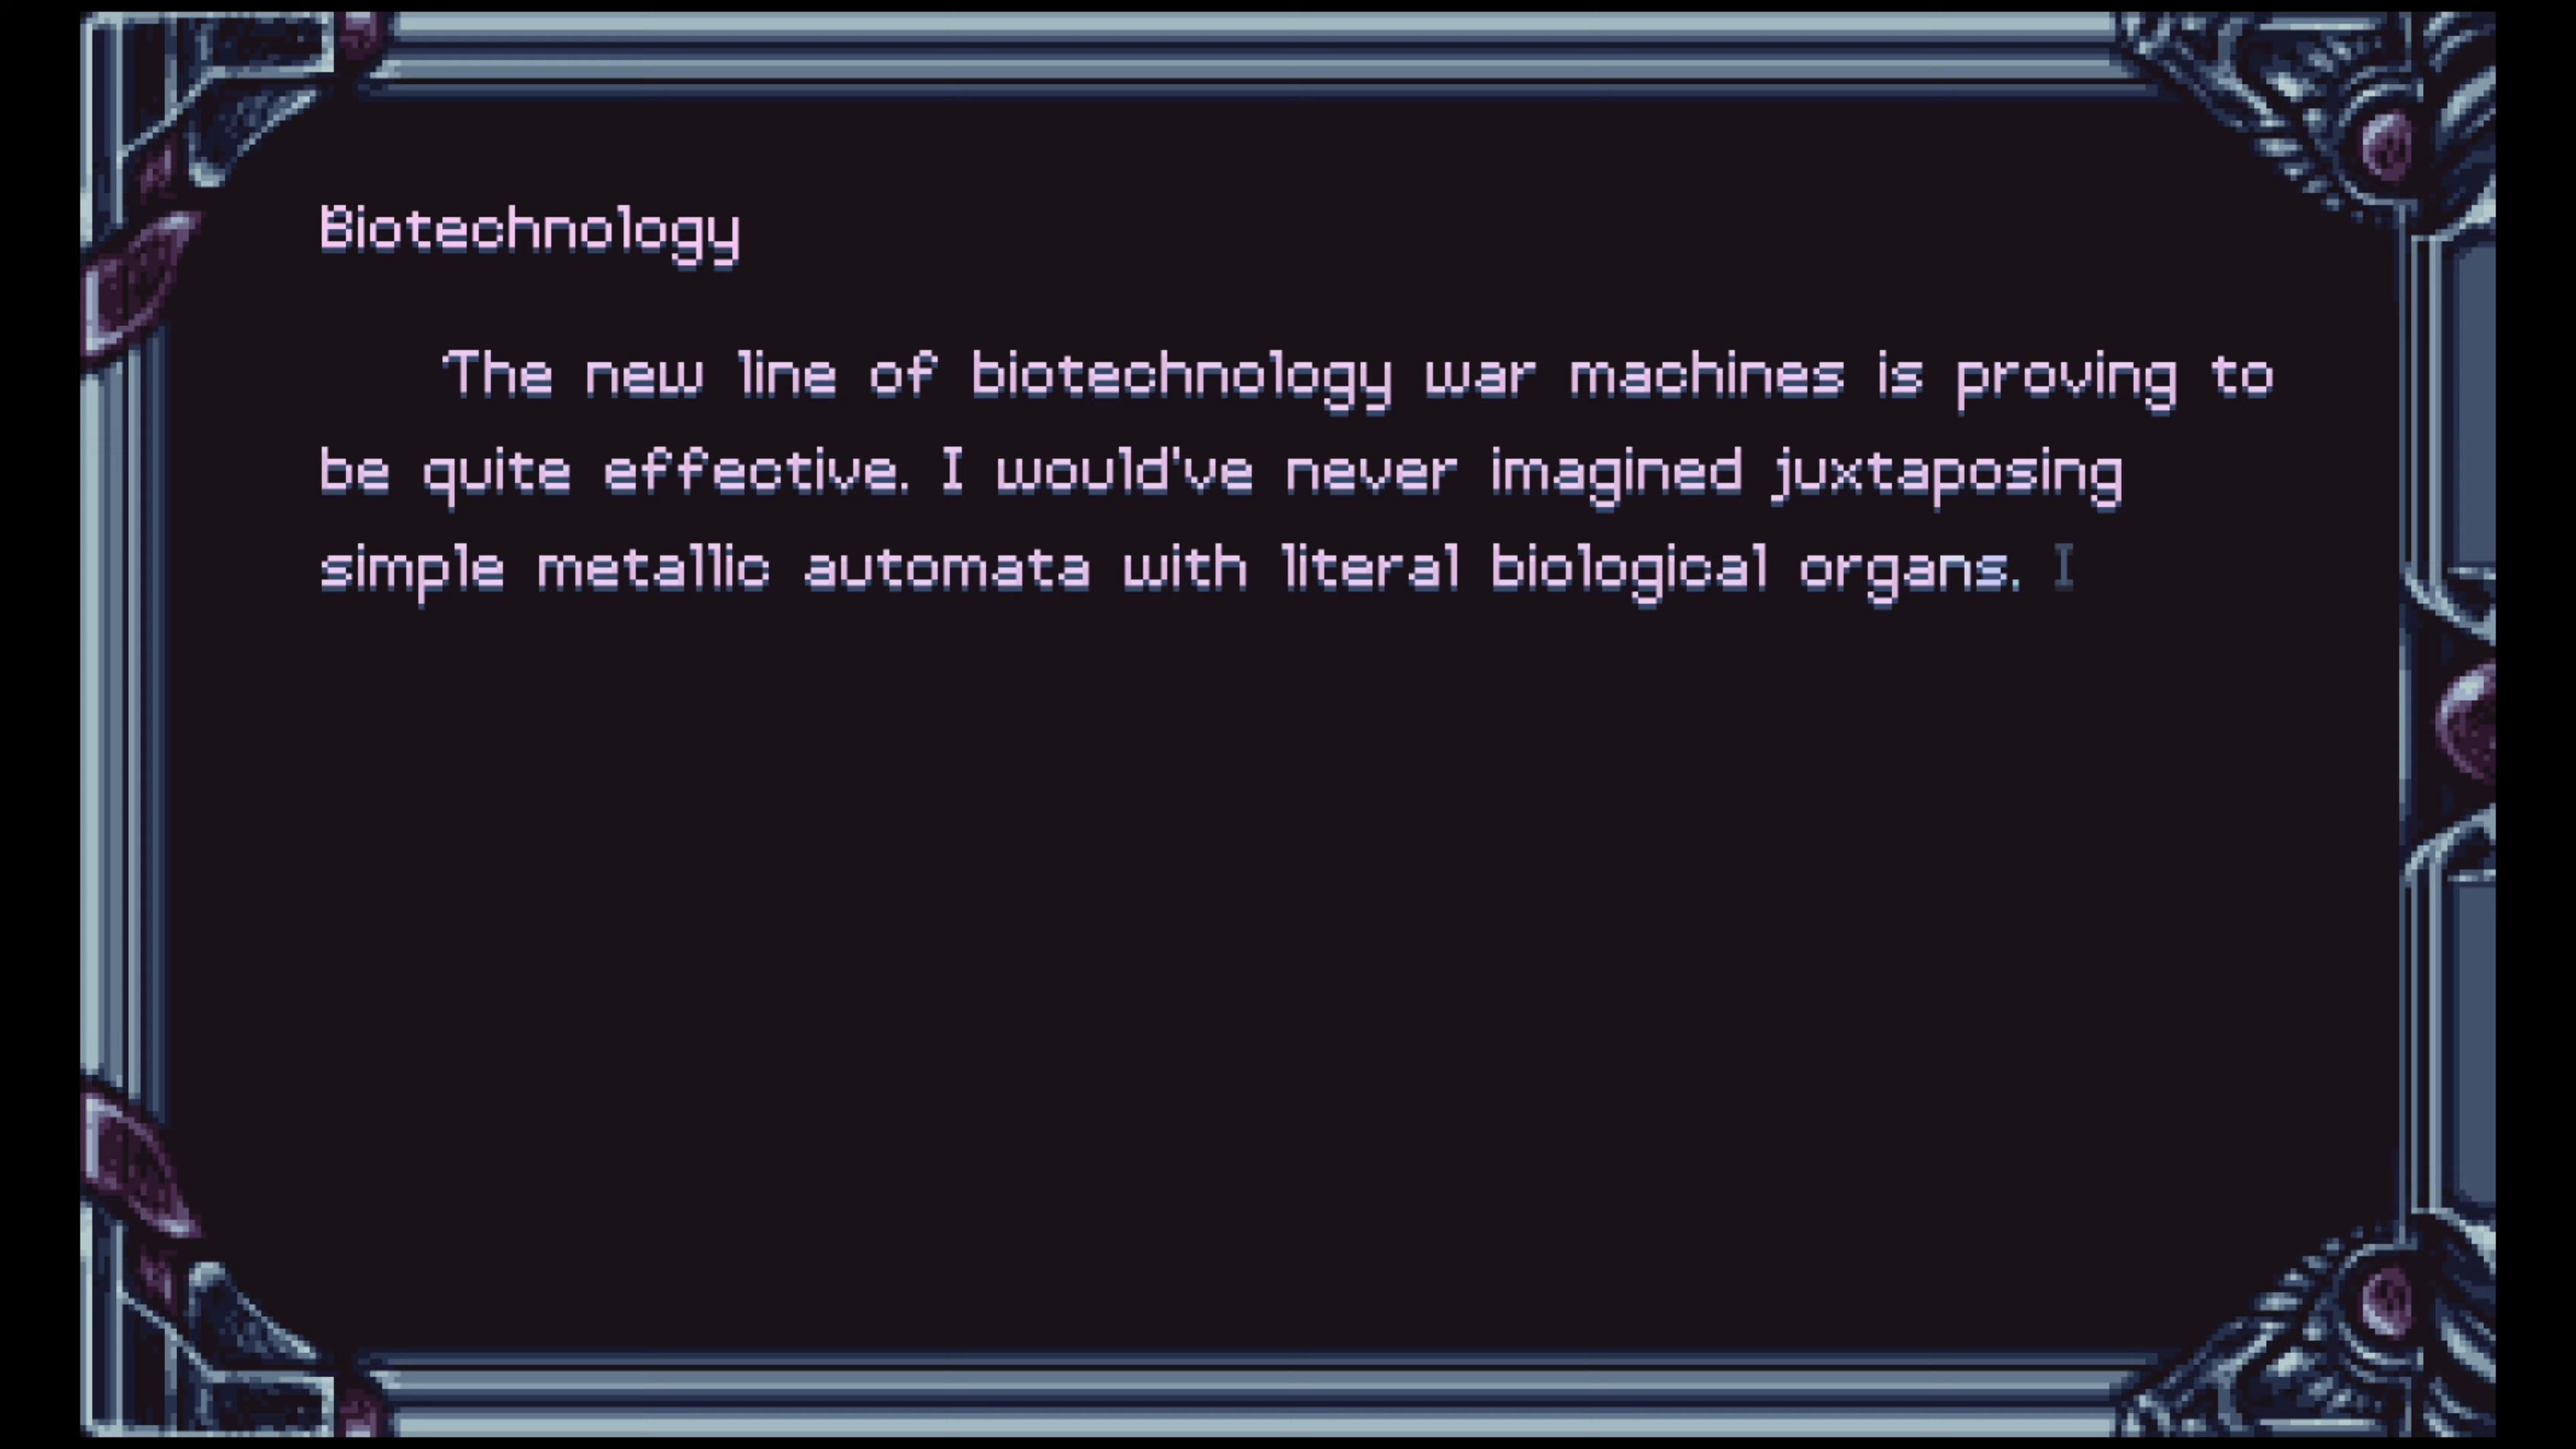 Biotechnology
The new line of biotechnology war machines is proving to
be quite effective. I would've never imagined juxtaposing
simple metallic automata with literal biological organs. I